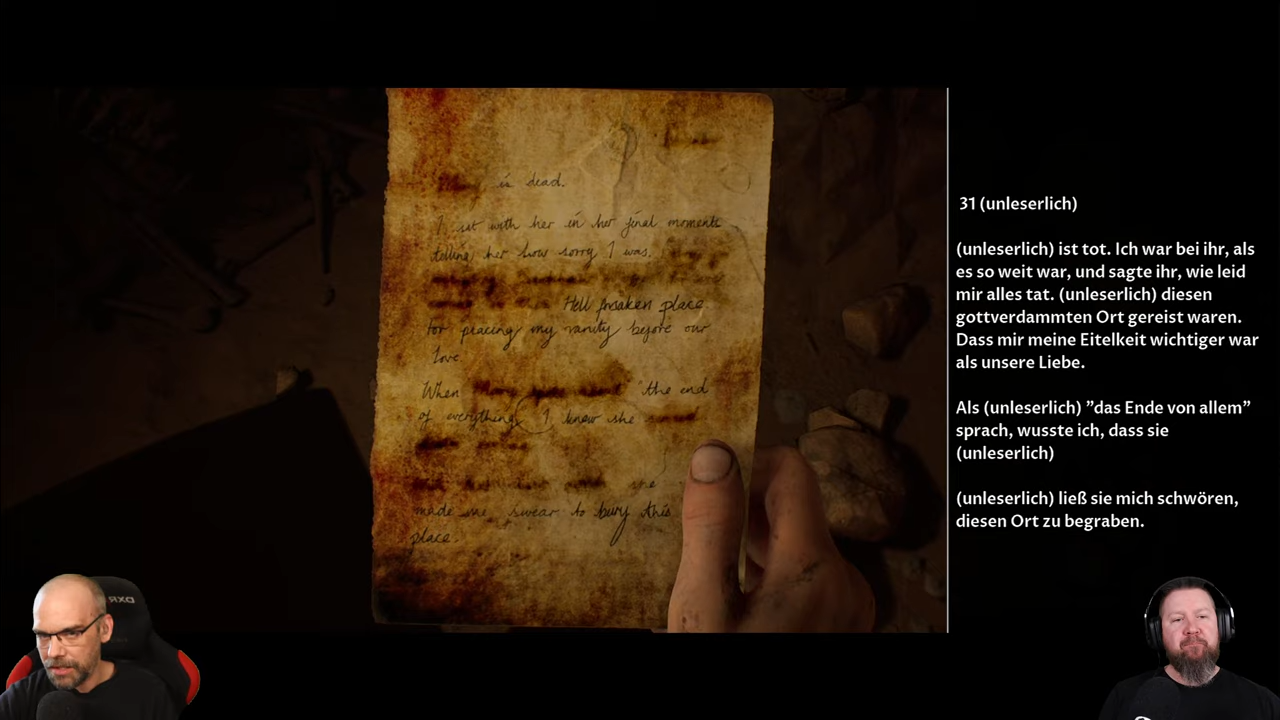 is dead.
I sat with her in her final moments
telling her how sorry I was.
Hell forsaken place
for placing my vanity before our
love.
When "the end
of everything" I knew she
she
made me swear to bury this
place.
31 (unleserlich)
(unleserlich) ist tot. Ich war bei ihr, als
es so weit war, und sagte ihr, wie leid
mir alles tat. (unleserlich) diesen
gottverdammten Ort gereist waren.
Dass mir meine Eitelkeit wichtiger war
als unsere Liebe.
Als (unleserlich) ”das Ende von allem”
sprach, wusste ich, dass sie
(unleserlich)
(unleserlich) ließ sie mich schwören,
diesen Ort zu begraben.